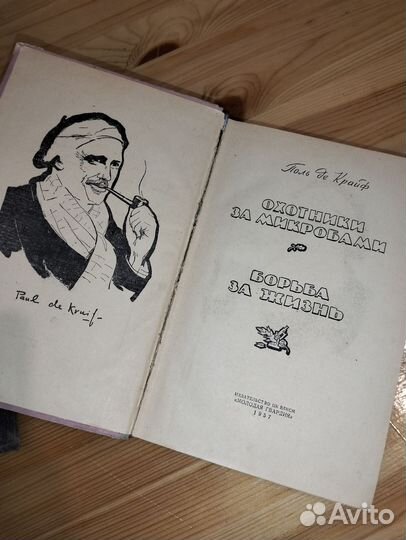 Paul de Kruif
Поль де Крайф
ОХОТНИКИ
ЗА МИКРОБАМИ
БОРЬБА
ЗА ЖИЗНЬ
ИЗДАТЕЛЬСТВО ЦК ВЛКСМ
«МОЛОДАЯ ГВАРДИЯ»
1957
Avito